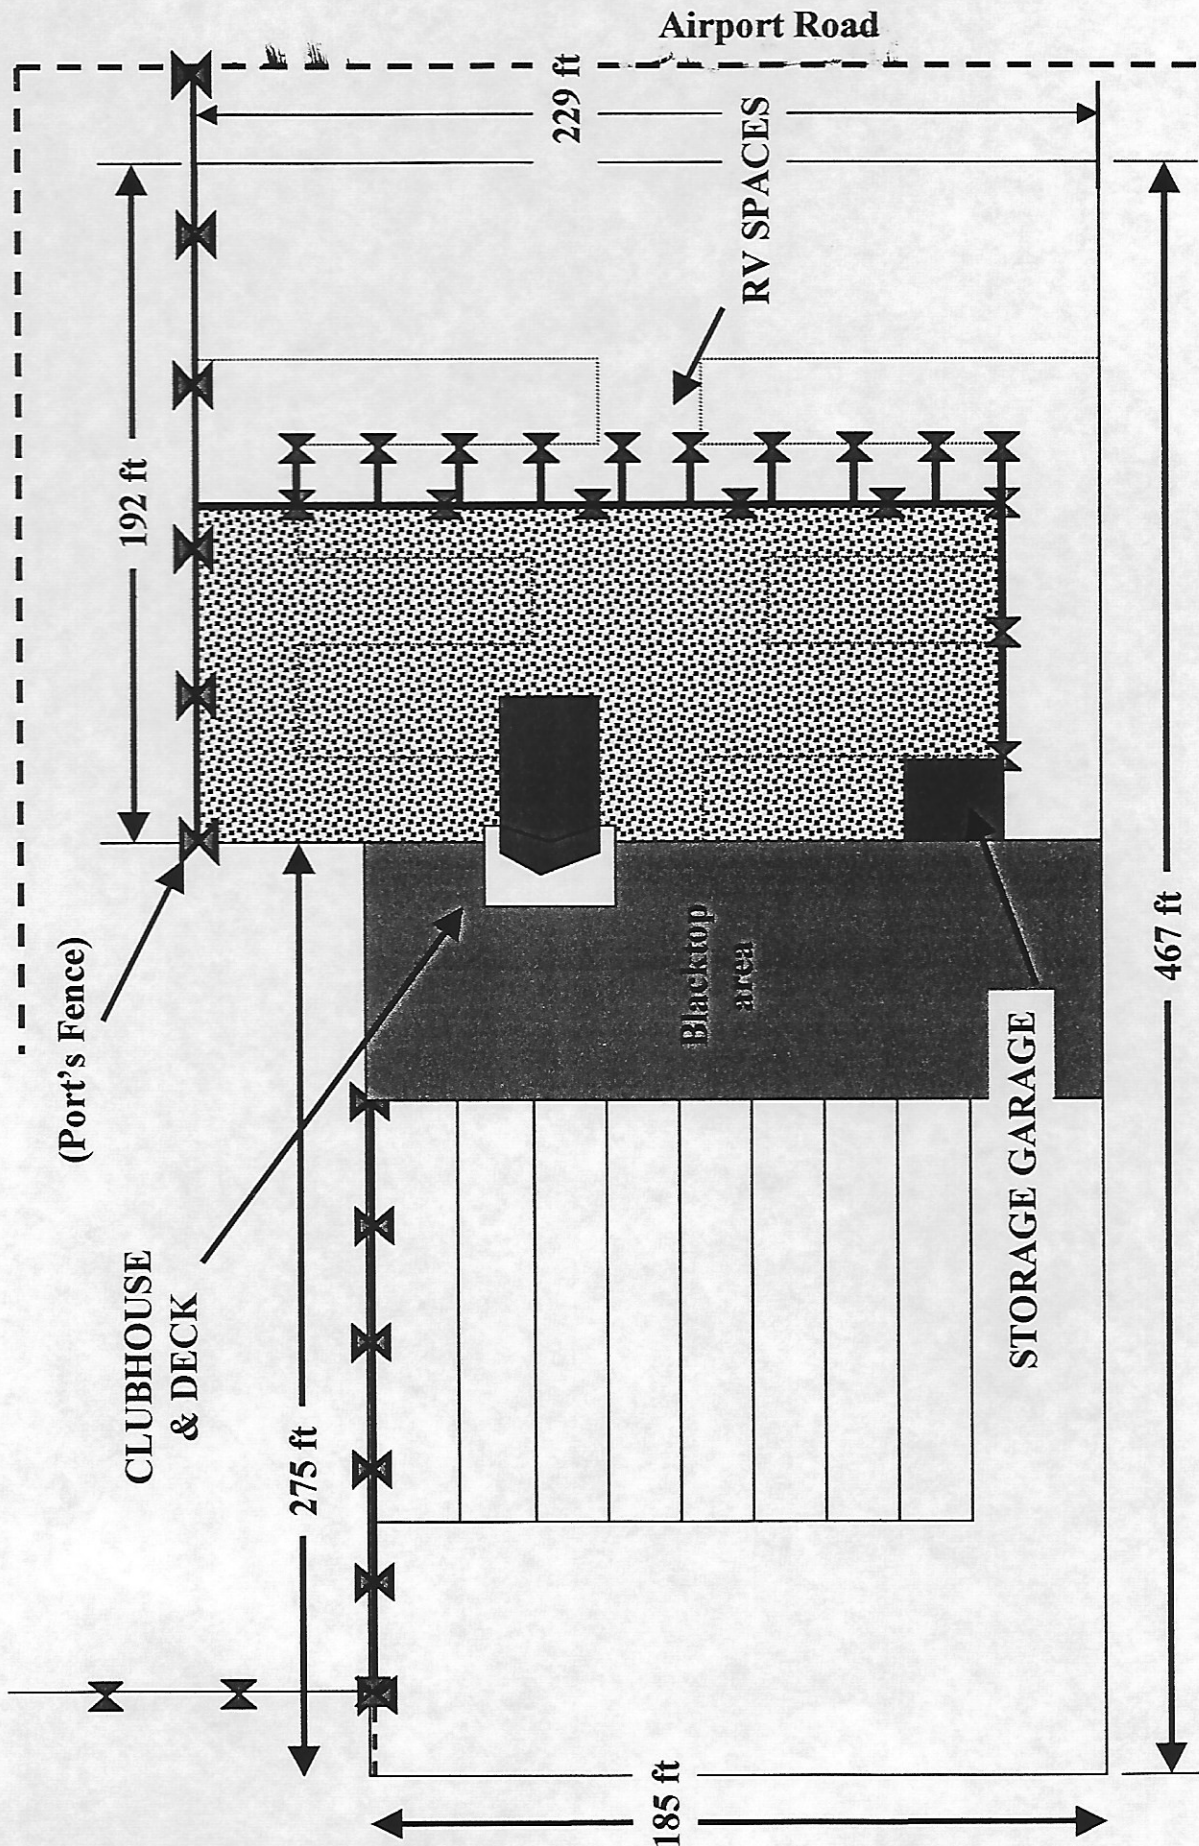 Airport Road
229 ft
RV SPACES
192 ft
(Port's Fence)
CLUBHOUSE
& DECK
275 ft
Blacktop
area
STORAGE GARAGE
467 ft
185 ft